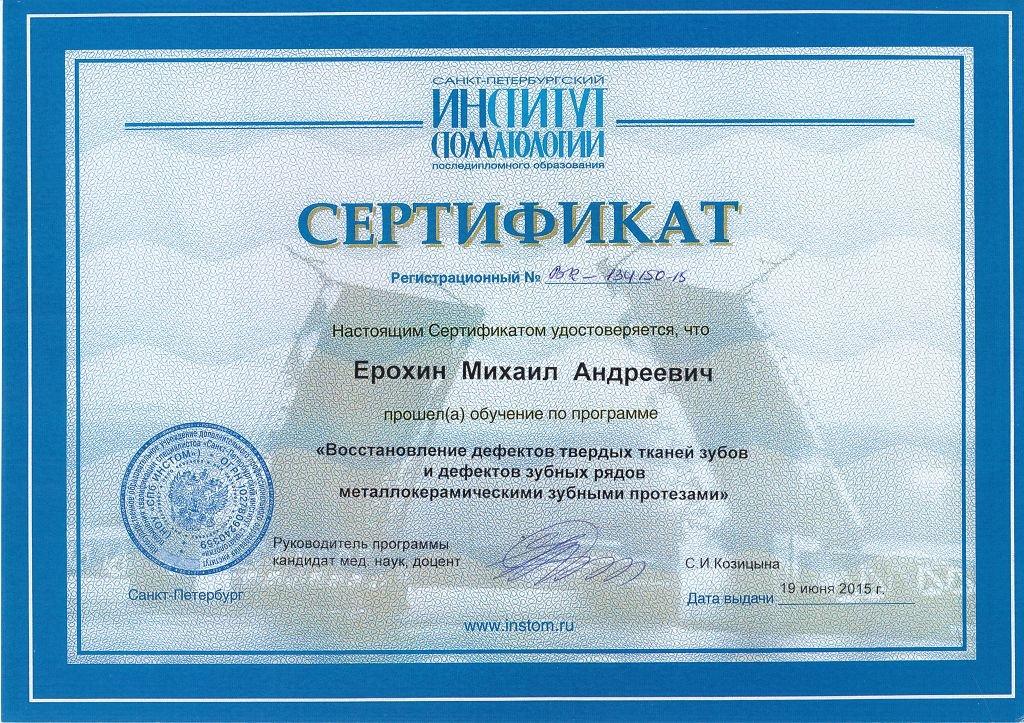 САНКТ-ПЕТЕРБУРГСКИЙ
ИНСТИТУТ
СТОМАТОЛОГИИ
последипломного образования
СЕРТИФИКАТ
Регистрационный №
Настоящим Сертификатом удостоверяется, что
Ерохин Михаил Андреевич
прошел(а) обучение по программе
«Восстановление дефектов твердых тканей зубов
и дефектов зубных рядов
металлокерамическими зубными протезами»
Руководитель программы
кандидат мед. наук, доцент
С.И.Козицына
Санкт-Петербург
Дата выдачи 19 июня 2015 г.
www.instom.ru
«СПб ИНСТОМ»